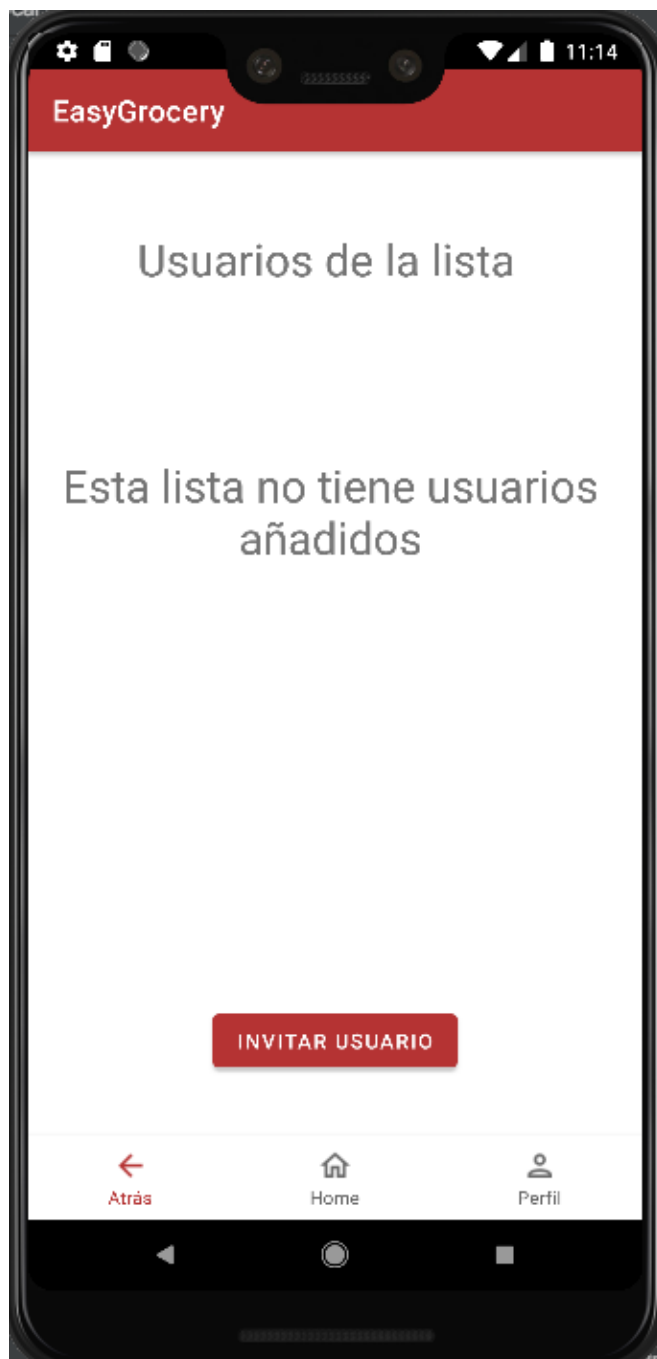 11:14
EasyGrocery
Usuarios de la lista
Esta lista no tiene usuarios
añadidos
INVITAR USUARIO
Atrás
Home
Perfil